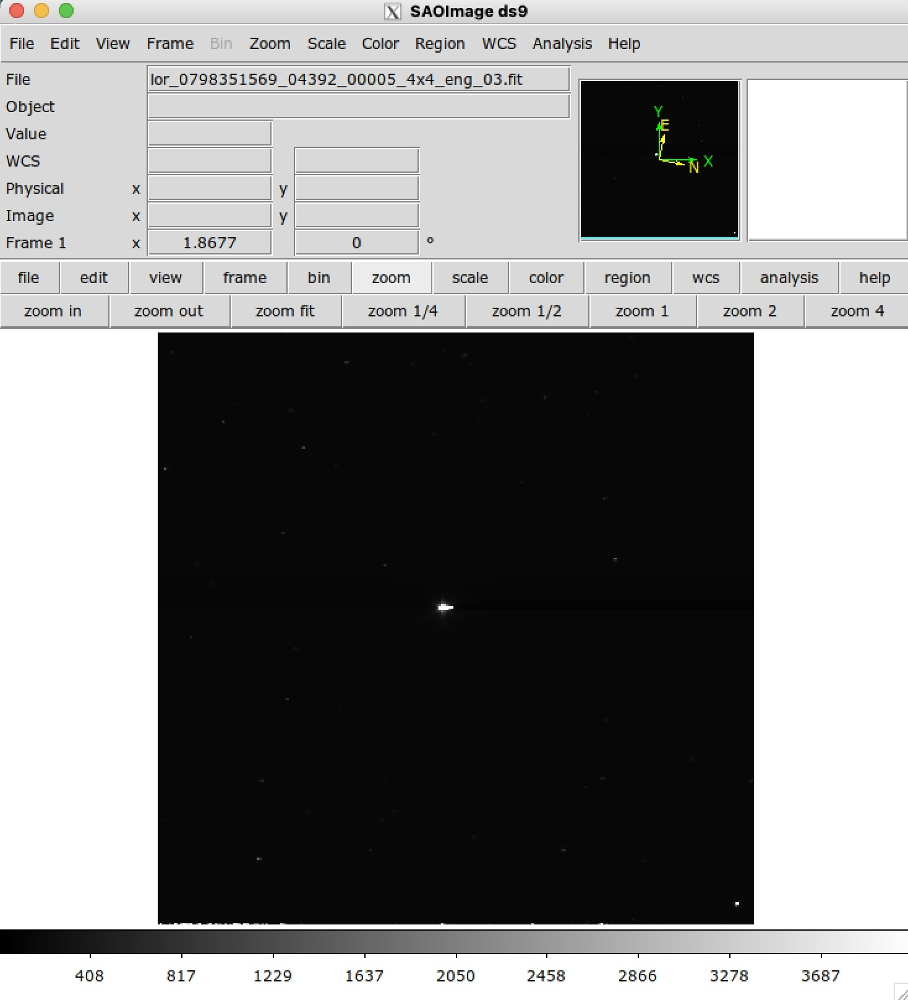 SAOImage ds9
File Edit View Frame Bin Zoom Scale Color Region WCS Analysis Help
File lor_0798351569_04392_00005_4x4_eng_03.fit
Object
Value
WCS
Physical x y
Image x y
Frame 1 x 1.8677 0 °
Y
E
X
N
file edit view frame bin zoom scale color region wcs analysis help
zoom in zoom out zoom fit zoom 1/4 zoom 1/2 zoom 1 zoom 2 zoom 4
408 817 1229 1637 2050 2458 2866 3278 3687